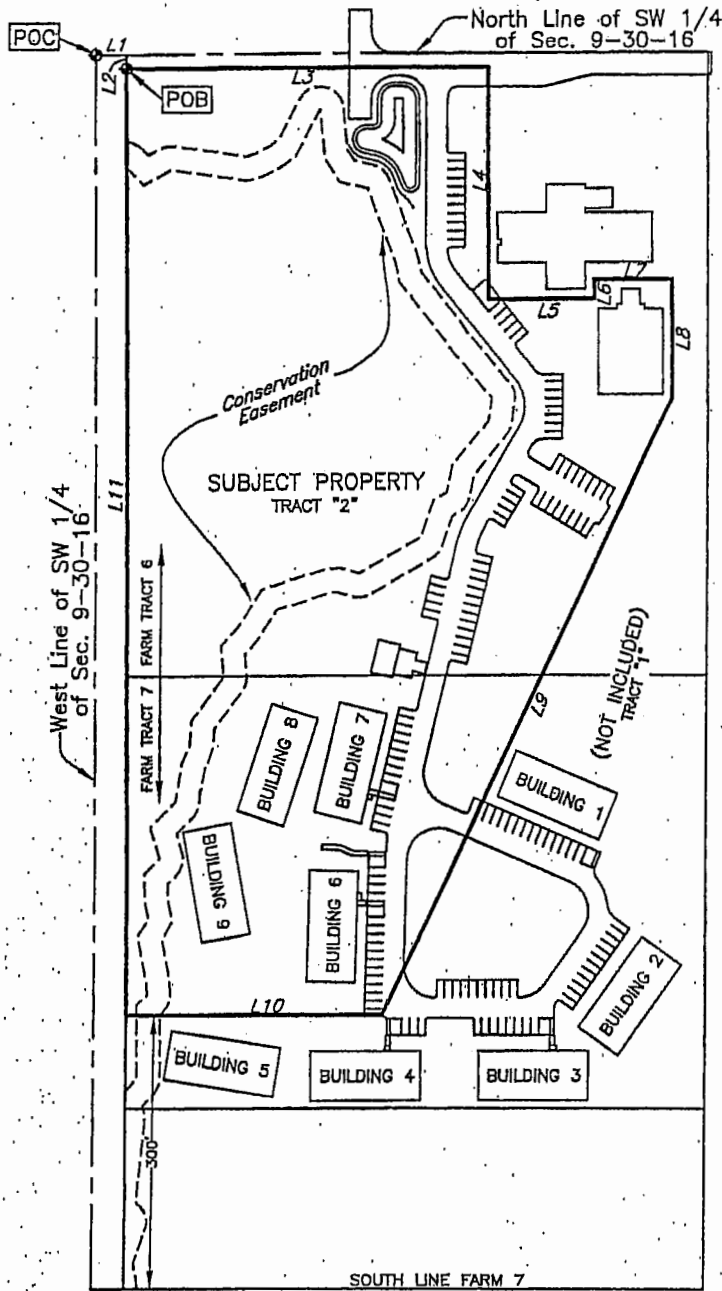 North Line of SW 1/4
of Sec. 9-30-16
POC
L1
L2
POB
L3
L4
L5
L6
L7
L8
Conservation
Easement
SUBJECT PROPERTY
TRACT "2"
L11
West Line of SW 1/4
of Sec. 9-30-16
FARM TRACT 6
FARM TRACT 7
(NOT INCLUDED)
TRACT "1"
L9
BUILDING 8
BUILDING 7
BUILDING 1
BUILDING 9
BUILDING 6
BUILDING 2
L10
BUILDING 5
BUILDING 4
BUILDING 3
300'
SOUTH LINE FARM 7